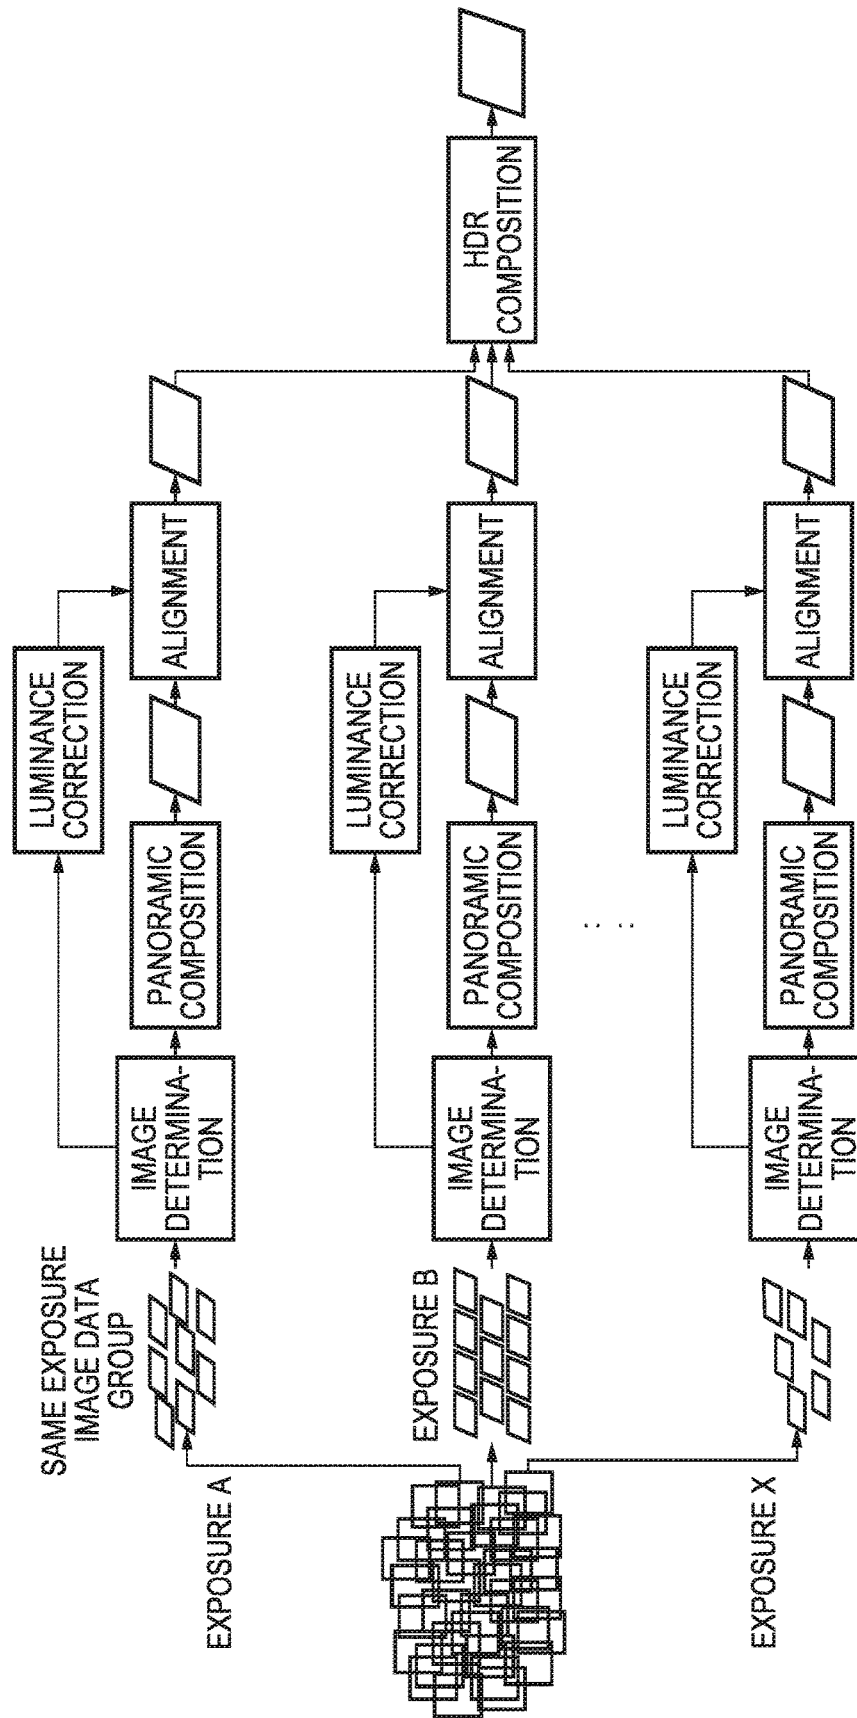 SAME EXPOSURE
IMAGE DATA
GROUP
EXPOSURE A
IMAGE
DETERMINA-
TION
PANORAMIC
COMPOSITION
LUMINANCE
CORRECTION
ALIGNMENT
EXPOSURE B
IMAGE
DETERMINA-
TION
PANORAMIC
COMPOSITION
LUMINANCE
CORRECTION
ALIGNMENT
HDR
COMPOSITION
EXPOSURE X
IMAGE
DETERMINA-
TION
PANORAMIC
COMPOSITION
LUMINANCE
CORRECTION
ALIGNMENT